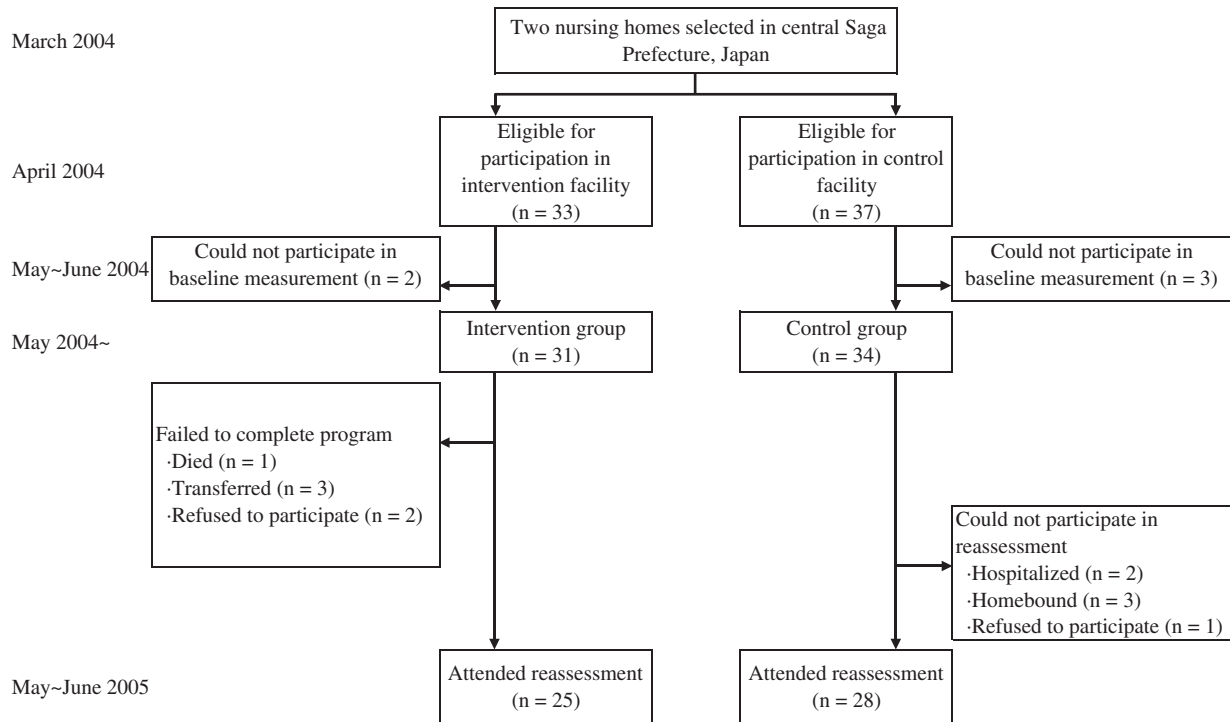 March 2004
Two nursing homes selected in central Saga
Prefecture, Japan
April 2004
Eligible for
participation in
intervention facility
(n = 33)
Eligible for
participation in control
facility
(n = 37)
May~June 2004
Could not participate in
baseline measurement (n = 2)
Could not participate in
baseline measurement (n = 3)
May 2004~
Intervention group
(n = 31)
Control group
(n = 34)
Failed to complete program
·Died (n = 1)
·Transferred (n = 3)
·Refused to participate (n = 2)
Could not participate in
reassessment
·Hospitalized (n = 2)
·Homebound (n = 3)
·Refused to participate (n = 1)
May~June 2005
Attended reassessment
(n = 25)
Attended reassessment
(n = 28)